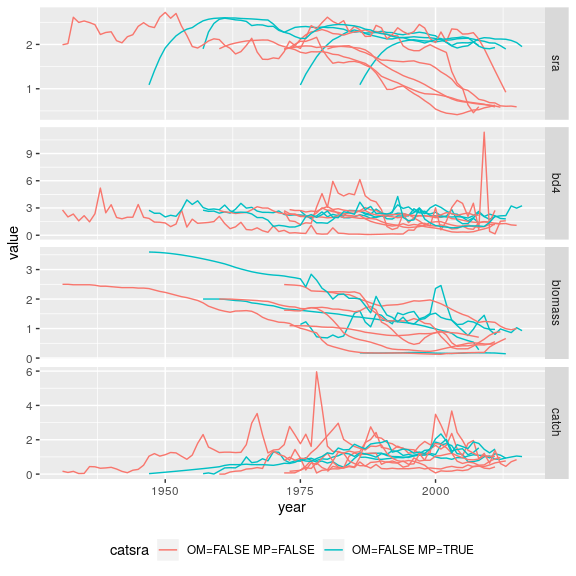 2
1
sra
9
6
3
0
bd4
value
3
2
1
0
biomass
6
4
2
0
catch
1950 1975 2000
year
catsra OM=FALSE MP=FALSE OM=FALSE MP=TRUE